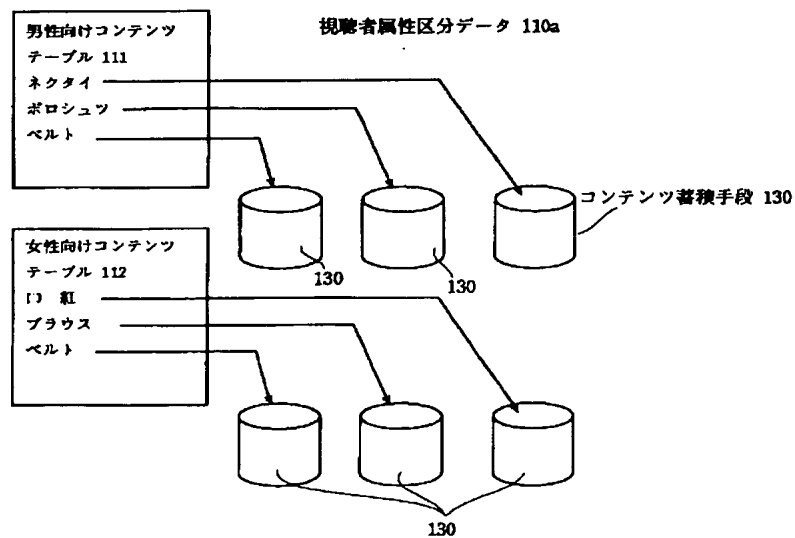 視聴者属性区分データ 110a
男性向けコンテンツ
テーブル 111
ネクタイ
ポロシュツ
ベルト
コンテンツ蓄積手段 130
130
130
女性向けコンテンツ
テーブル 112
口 紅
ブラウス
ベルト
130